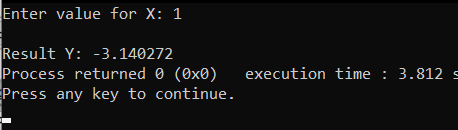 Enter value for X: 1
Result Y: -3.140272
Process returned 0 (0x0)   execution time : 3.812 s
Press any key to continue.